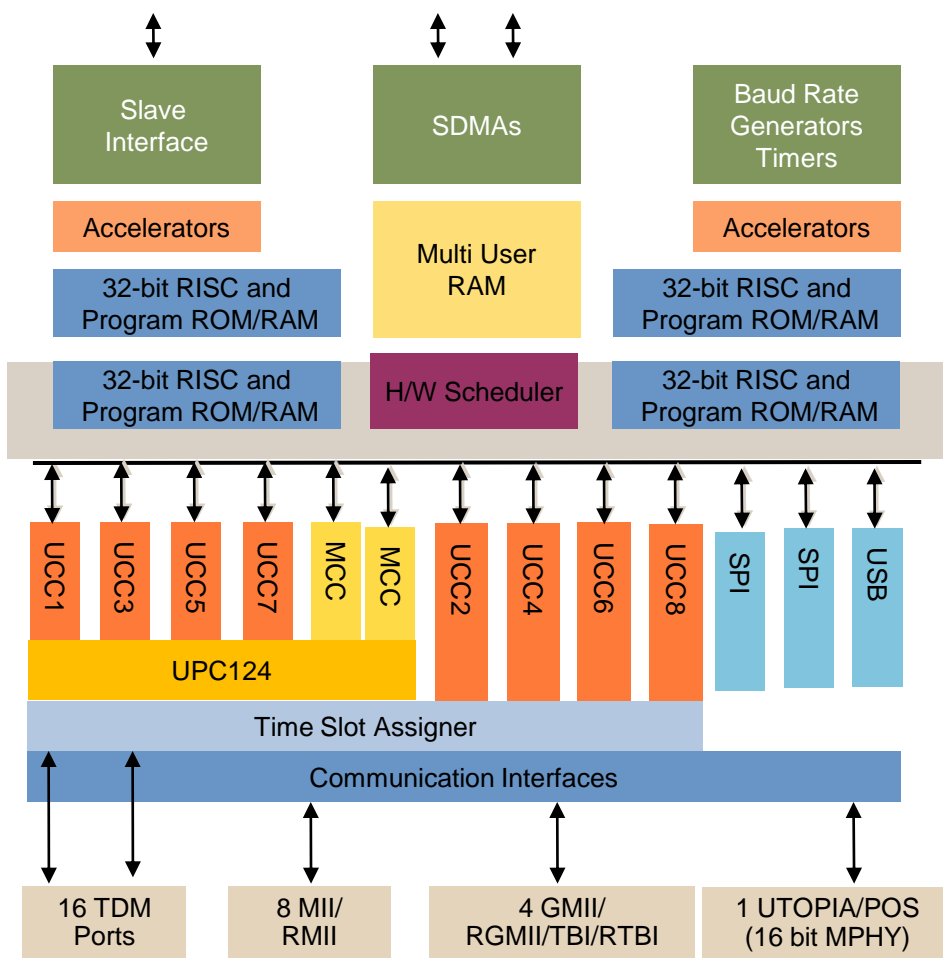 Slave
Interface
SDMAs
Baud Rate
Generators
Timers
Accelerators
Multi User
RAM
Accelerators
32-bit RISC and
Program ROM/RAM
32-bit RISC and
Program ROM/RAM
32-bit RISC and
Program ROM/RAM
H/W Scheduler
32-bit RISC and
Program ROM/RAM
UCC1
UCC3
UCC5
UCC7
MCC
MCC
UCC2
UCC4
UCC6
UCC8
SPI
SPI
USB
UPC124
Time Slot Assigner
Communication Interfaces
16 TDM
Ports
8 MII/
RMII
4 GMII/
RGMII/TBI/RTBI
1 UTOPIA/POS
(16 bit MPHY)